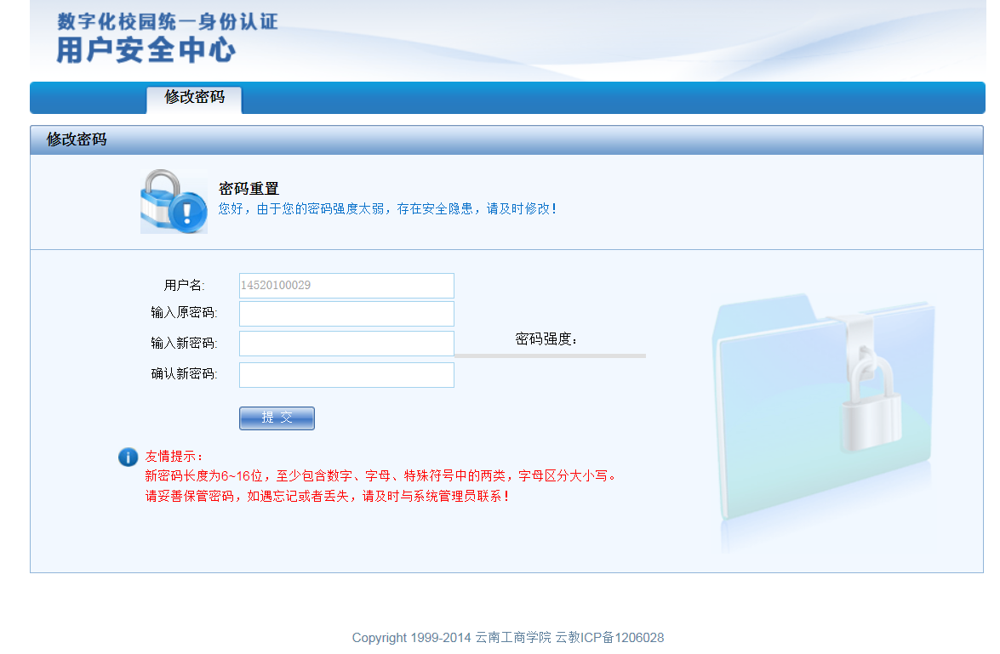 数字化校园统一身份认证
用户安全中心
修改密码
修改密码
密码重置
您好，由于您的密码强度太弱，存在安全隐患，请及时修改！
用户名:
14520100029
输入原密码:
输入新密码:
密码强度：
确认新密码:
提 交
友情提示：
新密码长度为6~16位，至少包含数字、字母、特殊符号中的两类，字母区分大小写。
请妥善保管密码，如遇忘记或者丢失，请及时与系统管理员联系！
Copyright 1999-2014 云南工商学院 云教ICP备1206028